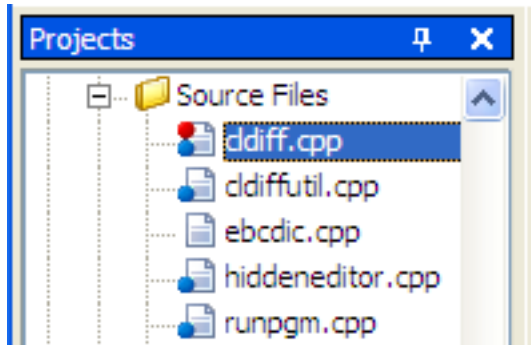 Projects
Source Files
cldiff.cpp
cldiffutil.cpp
ebcdic.cpp
hiddeneditor.cpp
runpgm.cpp